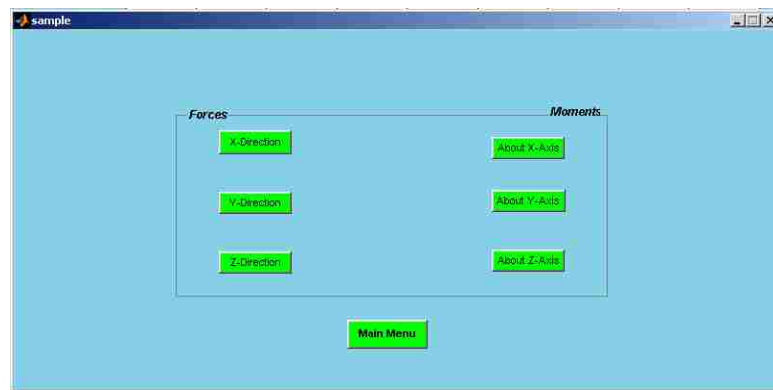 sample
Forces
Moments
X-Direction
About X-Axis
Y-Direction
About Y-Axis
Z-Direction
About Z-Axis
Main Menu